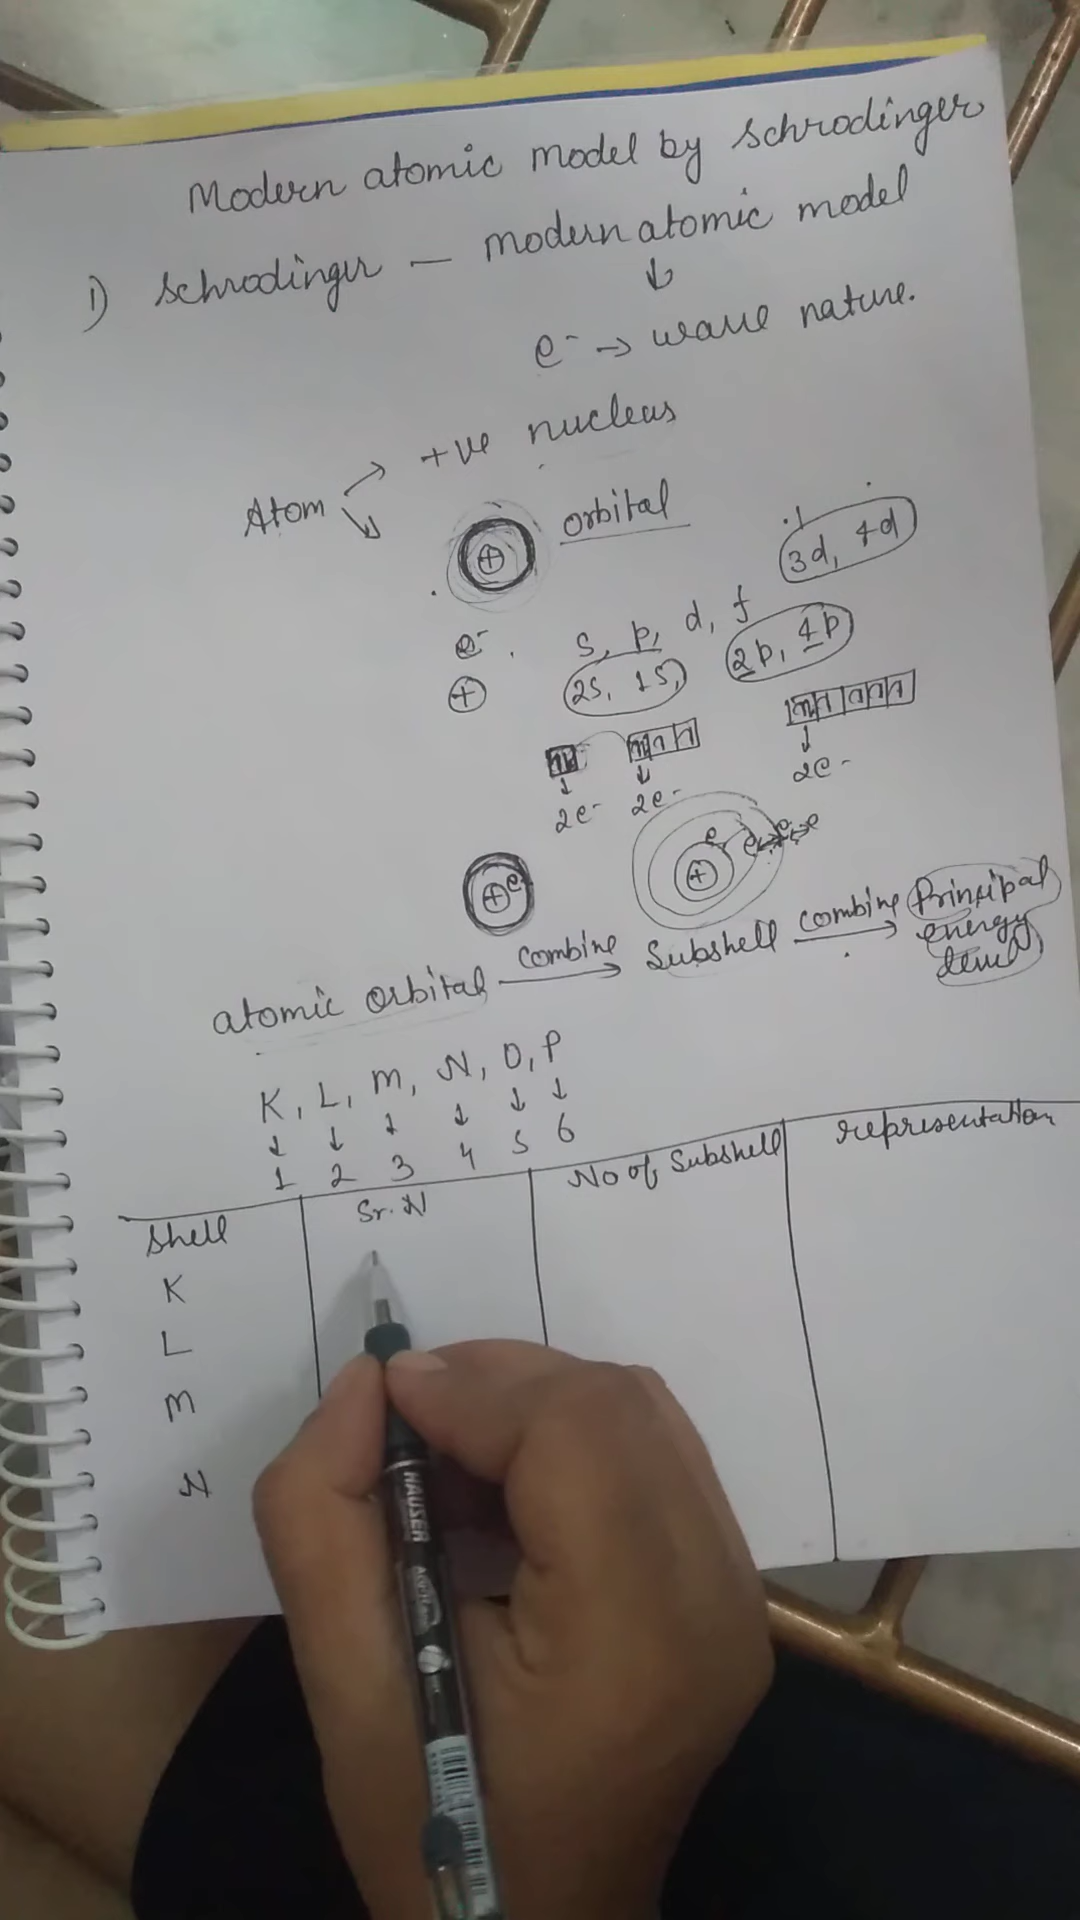 Modern atomic model by Schrodinger
1) Schrodinger — modern atomic model
↓
e⁻ → wave nature.
Atom → +ve nucleus
orbital
3d, 4d
e⁻ s, p, d, f
+ 2s, 1s, 2p, 4p
2e⁻ 2e⁻ 2e⁻
+ e
+ e e e e
atomic orbital combine → Subshell combine → Principal
energy
level
K, L, M, N, O, P
↓ ↓ ↓ ↓ ↓ ↓
1 2 3 4 5 6
Shell Sr. N No of Subshell representation
K
L
M
N
HAUSER